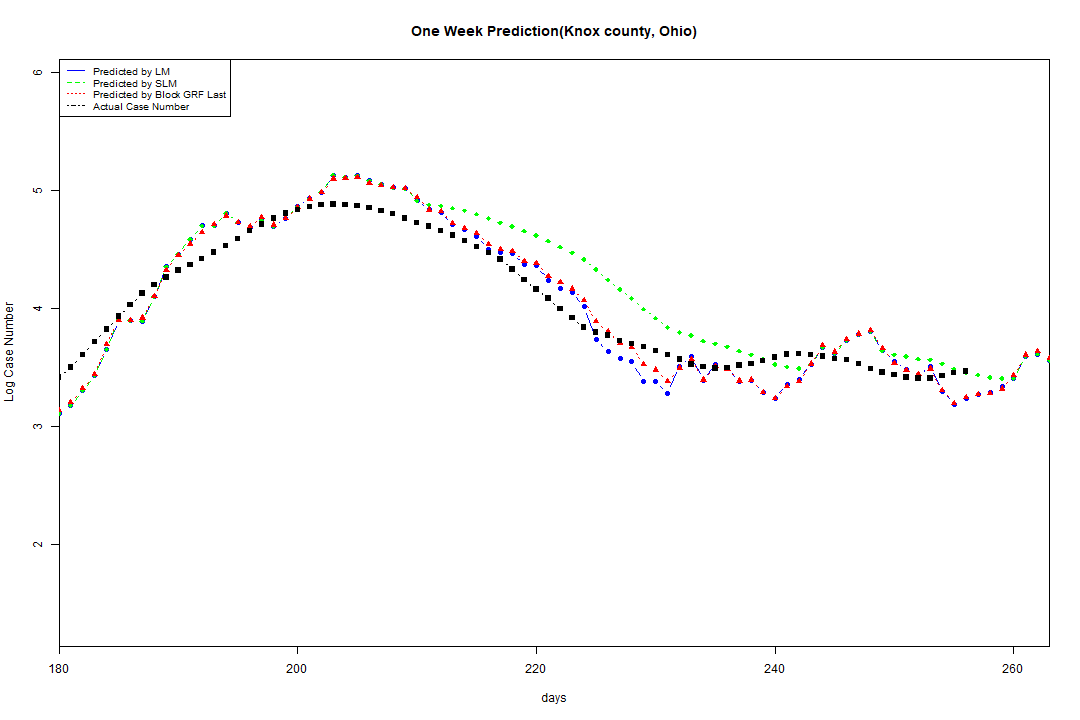 One Week Prediction(Knox county, Ohio)
Predicted by LM
Predicted by SLM
Predicted by Block GRF Last
Actual Case Number
6
5
4
3
2
Log Case Number
180
200
220
240
260
days